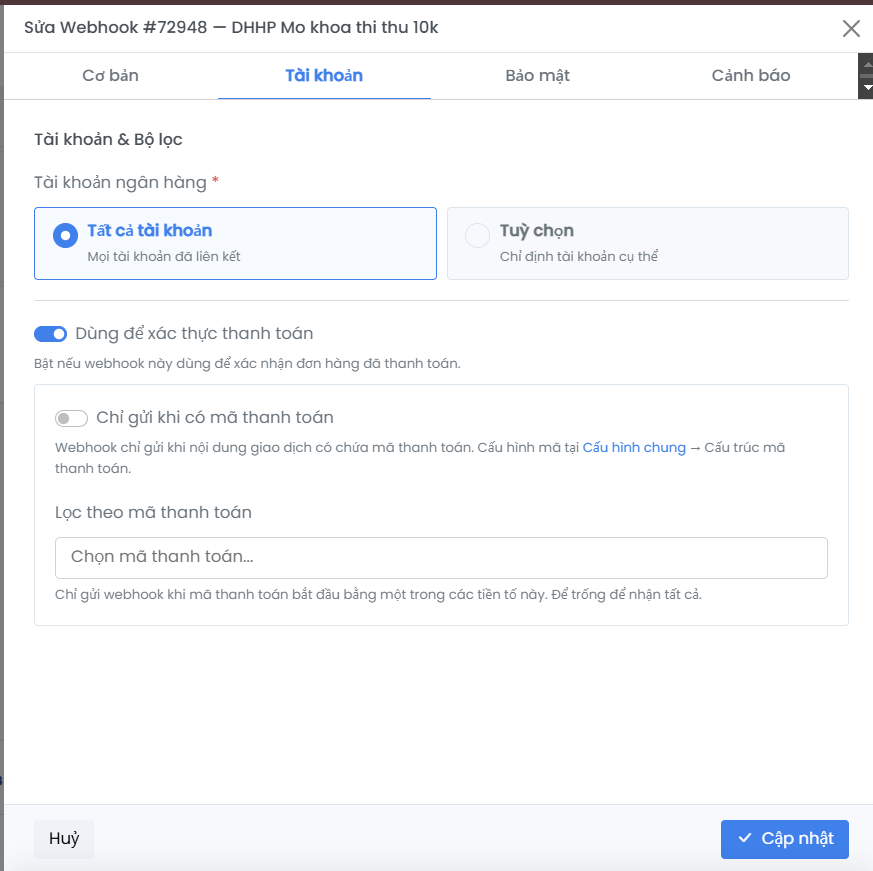 Sửa Webhook #72948 — DHHP Mo khoa thi thu 10k
Cơ bản
Tài khoản
Bảo mật
Cảnh báo
Tài khoản & Bộ lọc
Tài khoản ngân hàng *
Tất cả tài khoản
Mọi tài khoản đã liên kết
Tuỳ chọn
Chỉ định tài khoản cụ thể
Dùng để xác thực thanh toán
Bật nếu webhook này dùng để xác nhận đơn hàng đã thanh toán.
Chỉ gửi khi có mã thanh toán
Webhook chỉ gửi khi nội dung giao dịch có chứa mã thanh toán. Cấu hình mã tại Cấu hình chung → Cấu trúc mã
thanh toán.
Lọc theo mã thanh toán
Chọn mã thanh toán...
Chỉ gửi webhook khi mã thanh toán bắt đầu bằng một trong các tiền tố này. Để trống để nhận tất cả.
Huỷ
Cập nhật